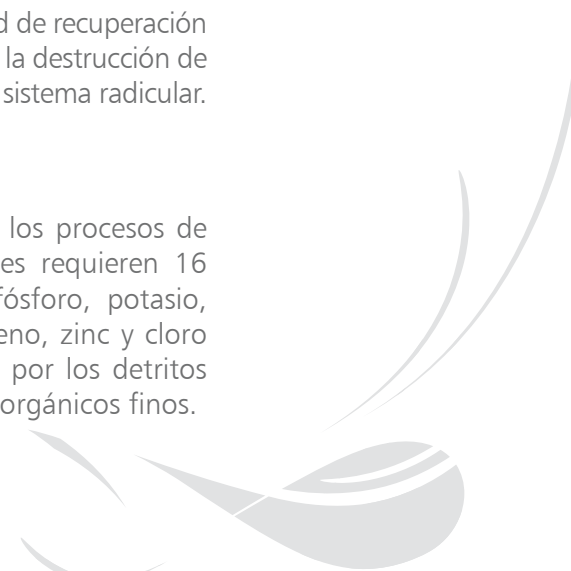 de recuperación
la destrucción de
sistema radicular.
los procesos de
es requieren 16
fósforo, potasio,
eno, zinc y cloro
por los detritos
orgánicos finos.